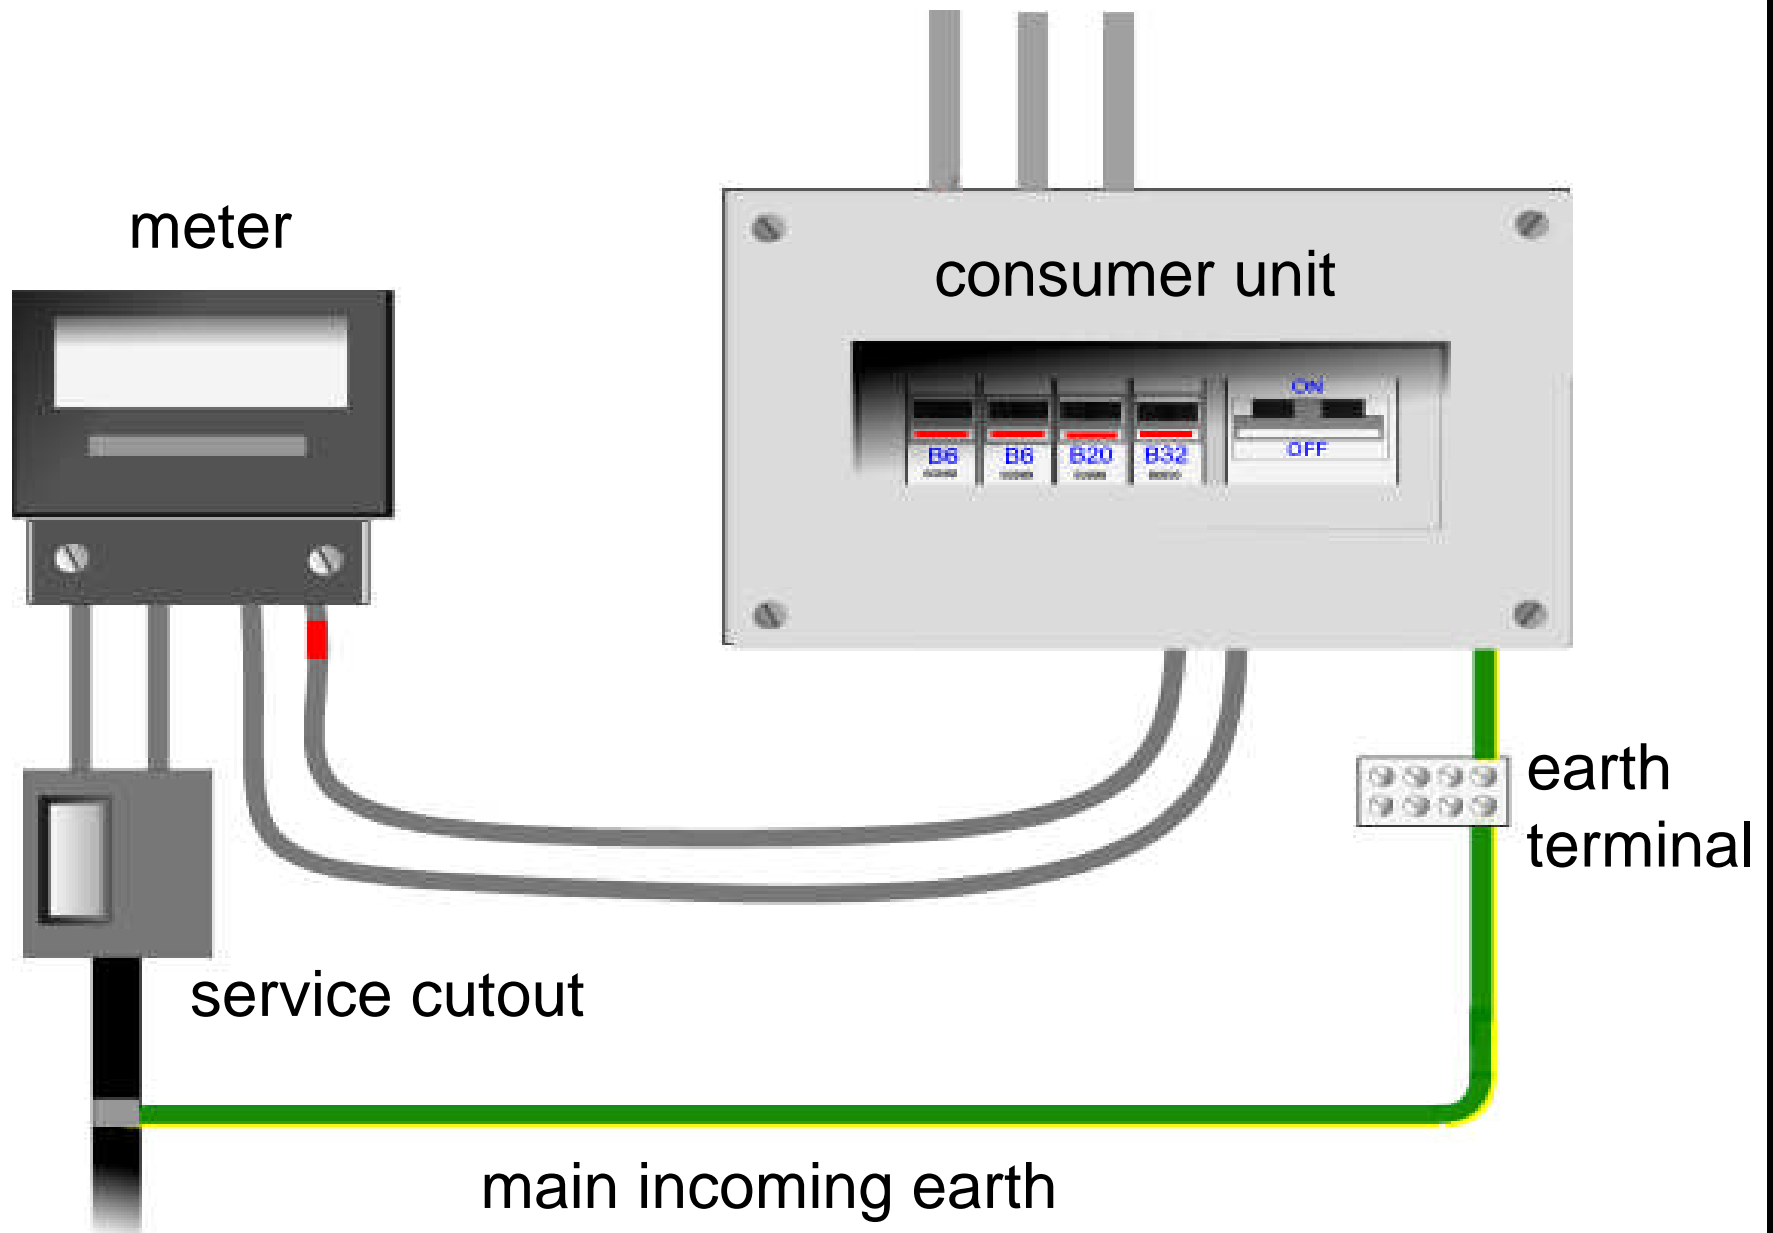 meter
consumer unit
ON
OFF
B6
B6
B20
B32
earth
terminal
service cutout
main incoming earth